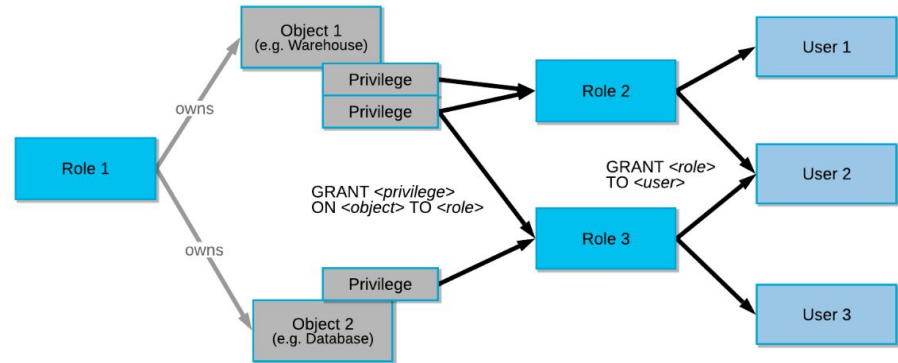 Object 1
(e.g. Warehouse)
Privilege
Privilege
owns
Role 1
owns
GRANT <privilege>
ON <object> TO <role>
Privilege
Object 2
(e.g. Database)
Role 2
GRANT <role>
TO <user>
Role 3
User 1
User 2
User 3